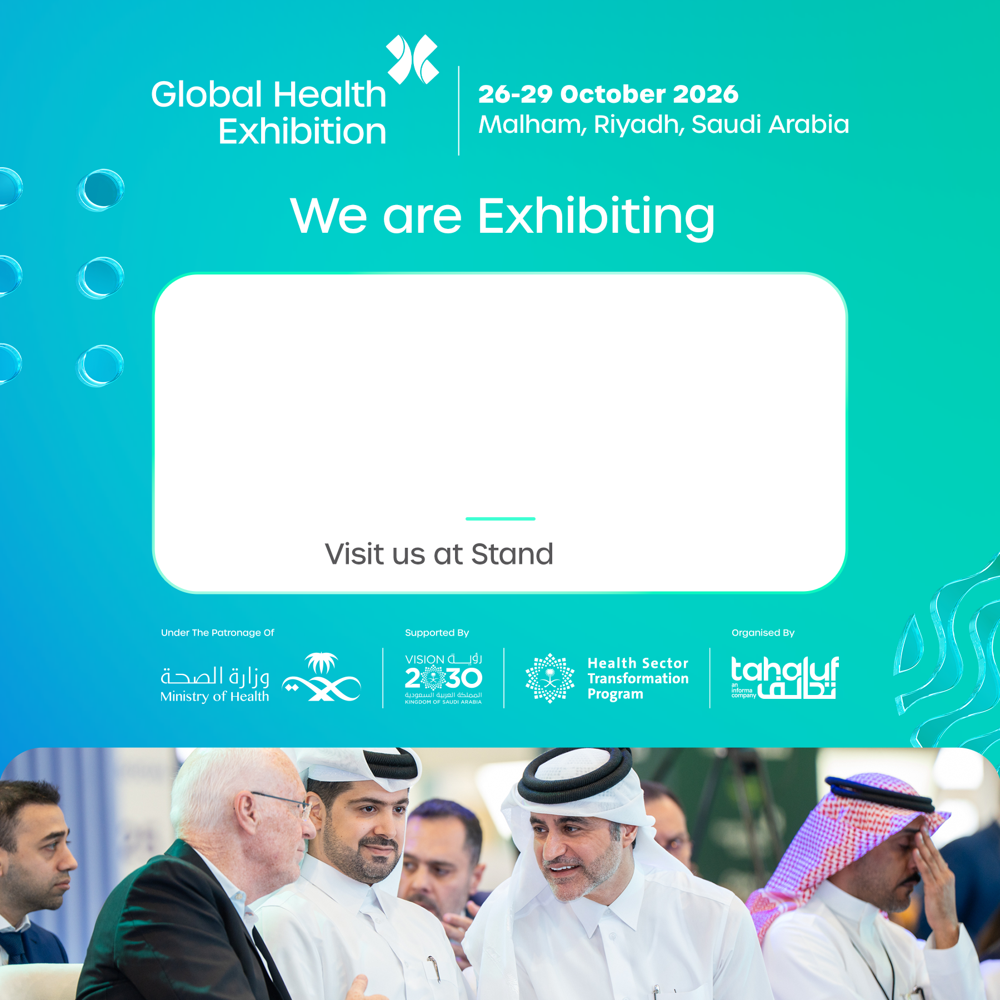 Global Health
Exhibition
26-29 October 2026
Malham, Riyadh, Saudi Arabia
We are Exhibiting
Visit us at Stand
Under The Patronage Of
وزارة الصحة
Ministry of Health
Supported By
VISION رؤيــة
2030
المملكة العربية السعودية
KINGDOM OF SAUDI ARABIA
Health Sector
Transformation
Program
Organised By
tahaluf
تحالف
an
informa
company